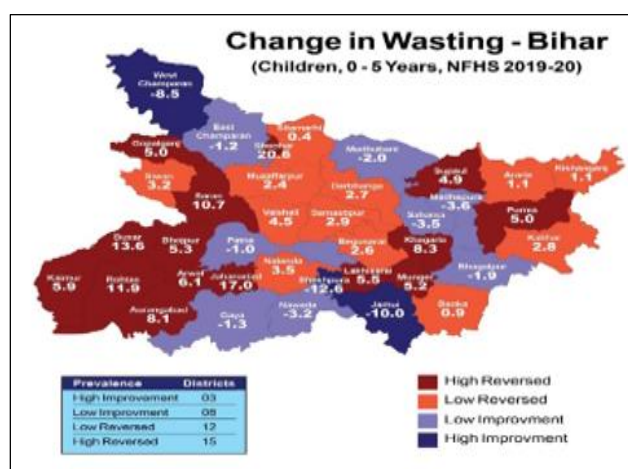 Change in Wasting - Bihar
(Children, 0 - 5 Years, NFHS 2019-20)
West
Champaran
-8.5
East
Champaran
-1.2
Sitamarhi
0.4
Gopalganj
5.0
Sheohar
20.8
Madhubani
-2.0
Siwan
3.2
Muzaffarpur
2.4
Darbhanga
2.7
Supaul
4.9
Araria
1.1
Kishanganj
1.1
Saran
10.7
Vaishali
4.5
Samastipur
2.9
Madhepura
-3.6
Saharsa
-3.5
Purnea
5.0
Katihar
2.8
Buxar
13.6
Bhojpur
5.3
Patna
-1.0
Begusarai
2.6
Khagaria
8.3
Bhagalpur
-1.9
Kaimur
5.9
Rohtas
11.9
Arwal
6.1
Jahanabad
17.0
Nalanda
3.5
Sheikhpura
-12.6
Lakhisarai
5.5
Munger
5.2
Aurangabad
8.1
Gaya
-1.3
Nawada
-3.2
Jamui
-10.0
Banka
0.9
Prevalence Districts
High Improvement 03
Low Improvment 08
Low Reversed 12
High Reversed 15
High Reversed
Low Reversed
Low Improvment
High Improvment